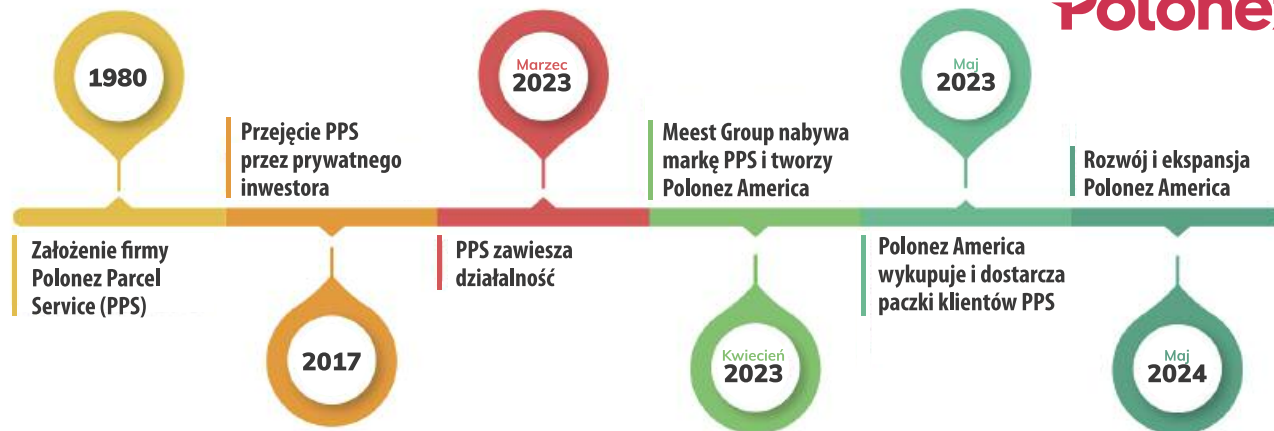 Polonez
1980
Założenie firmy
Polonez Parcel
Service (PPS)
Przejęcie PPS
przez prywatnego
inwestora
2017
Marzec
2023
PPS zawiesza
działalność
Meest Group nabywa
markę PPS i tworzy
Polonez America
Kwiecień
2023
Maj
2023
Polonez America
wykupuje i dostarcza
paczki klientów PPS
Rozwój i ekspansja
Polonez America
Maj
2024